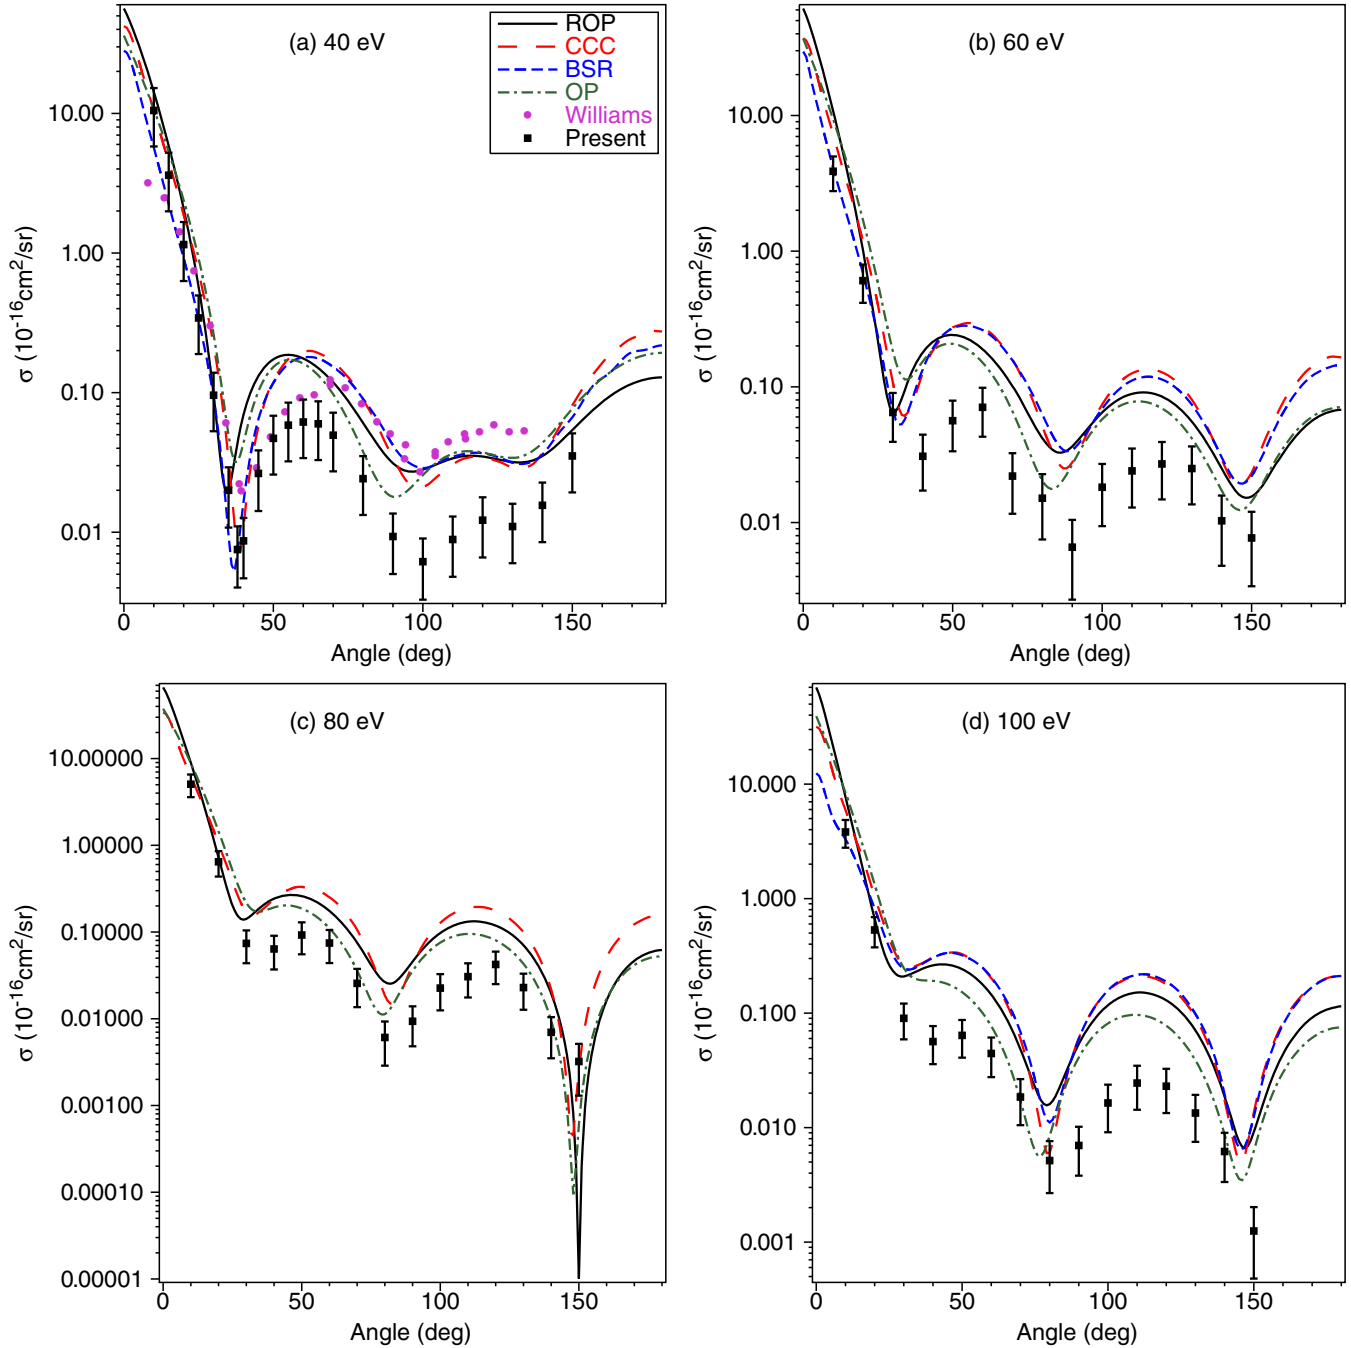 (a) 40 eV
ROP
CCC
BSR
OP
Williams
Present
10.00
1.00
0.10
0.01
σ (10⁻¹⁶cm²/sr)
0 50 100 150
Angle (deg)
(b) 60 eV
10.00
1.00
0.10
0.01
σ (10⁻¹⁶cm²/sr)
0 50 100 150
Angle (deg)
(c) 80 eV
10.00000
1.00000
0.10000
0.01000
0.00100
0.00010
0.00001
σ (10⁻¹⁶cm²/sr)
0 50 100 150
Angle (deg)
(d) 100 eV
10.000
1.000
0.100
0.010
0.001
σ (10⁻¹⁶cm²/sr)
0 50 100 150
Angle (deg)